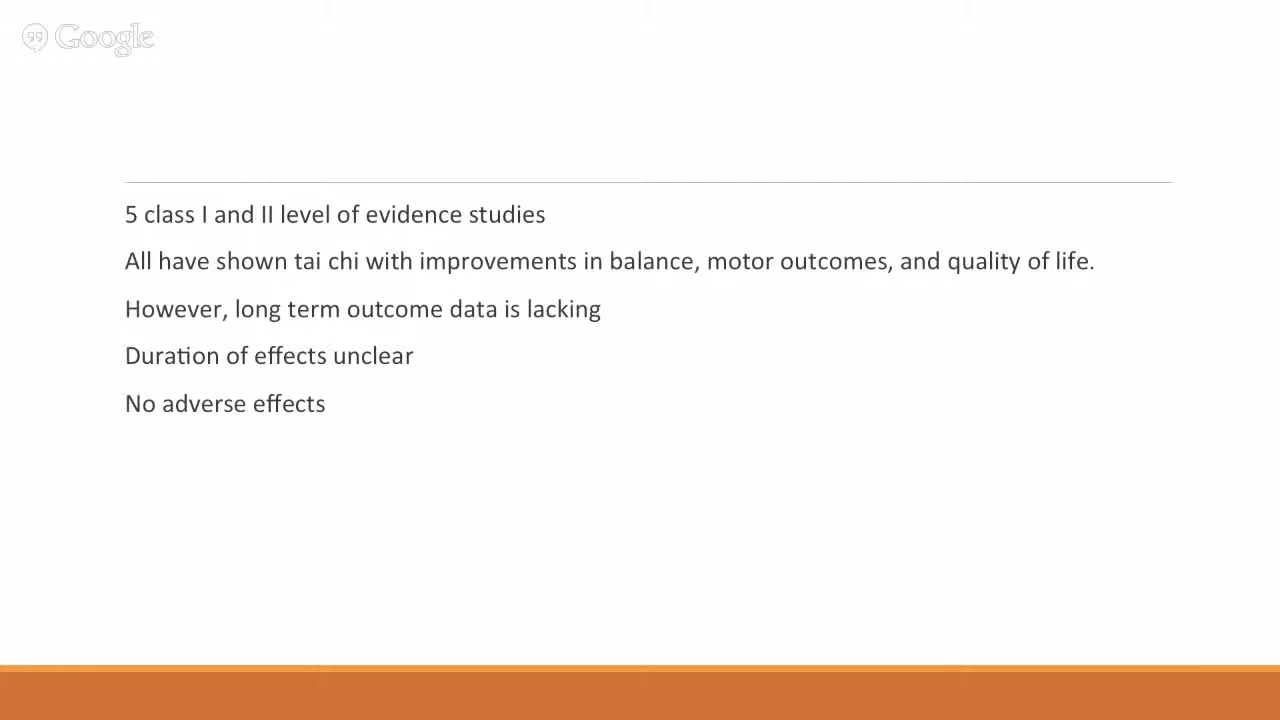 Google
5 class I and II level of evidence studies
All have shown tai chi with improvements in balance, motor outcomes, and quality of life.
However, long term outcome data is lacking
Duration of effects unclear
No adverse effects